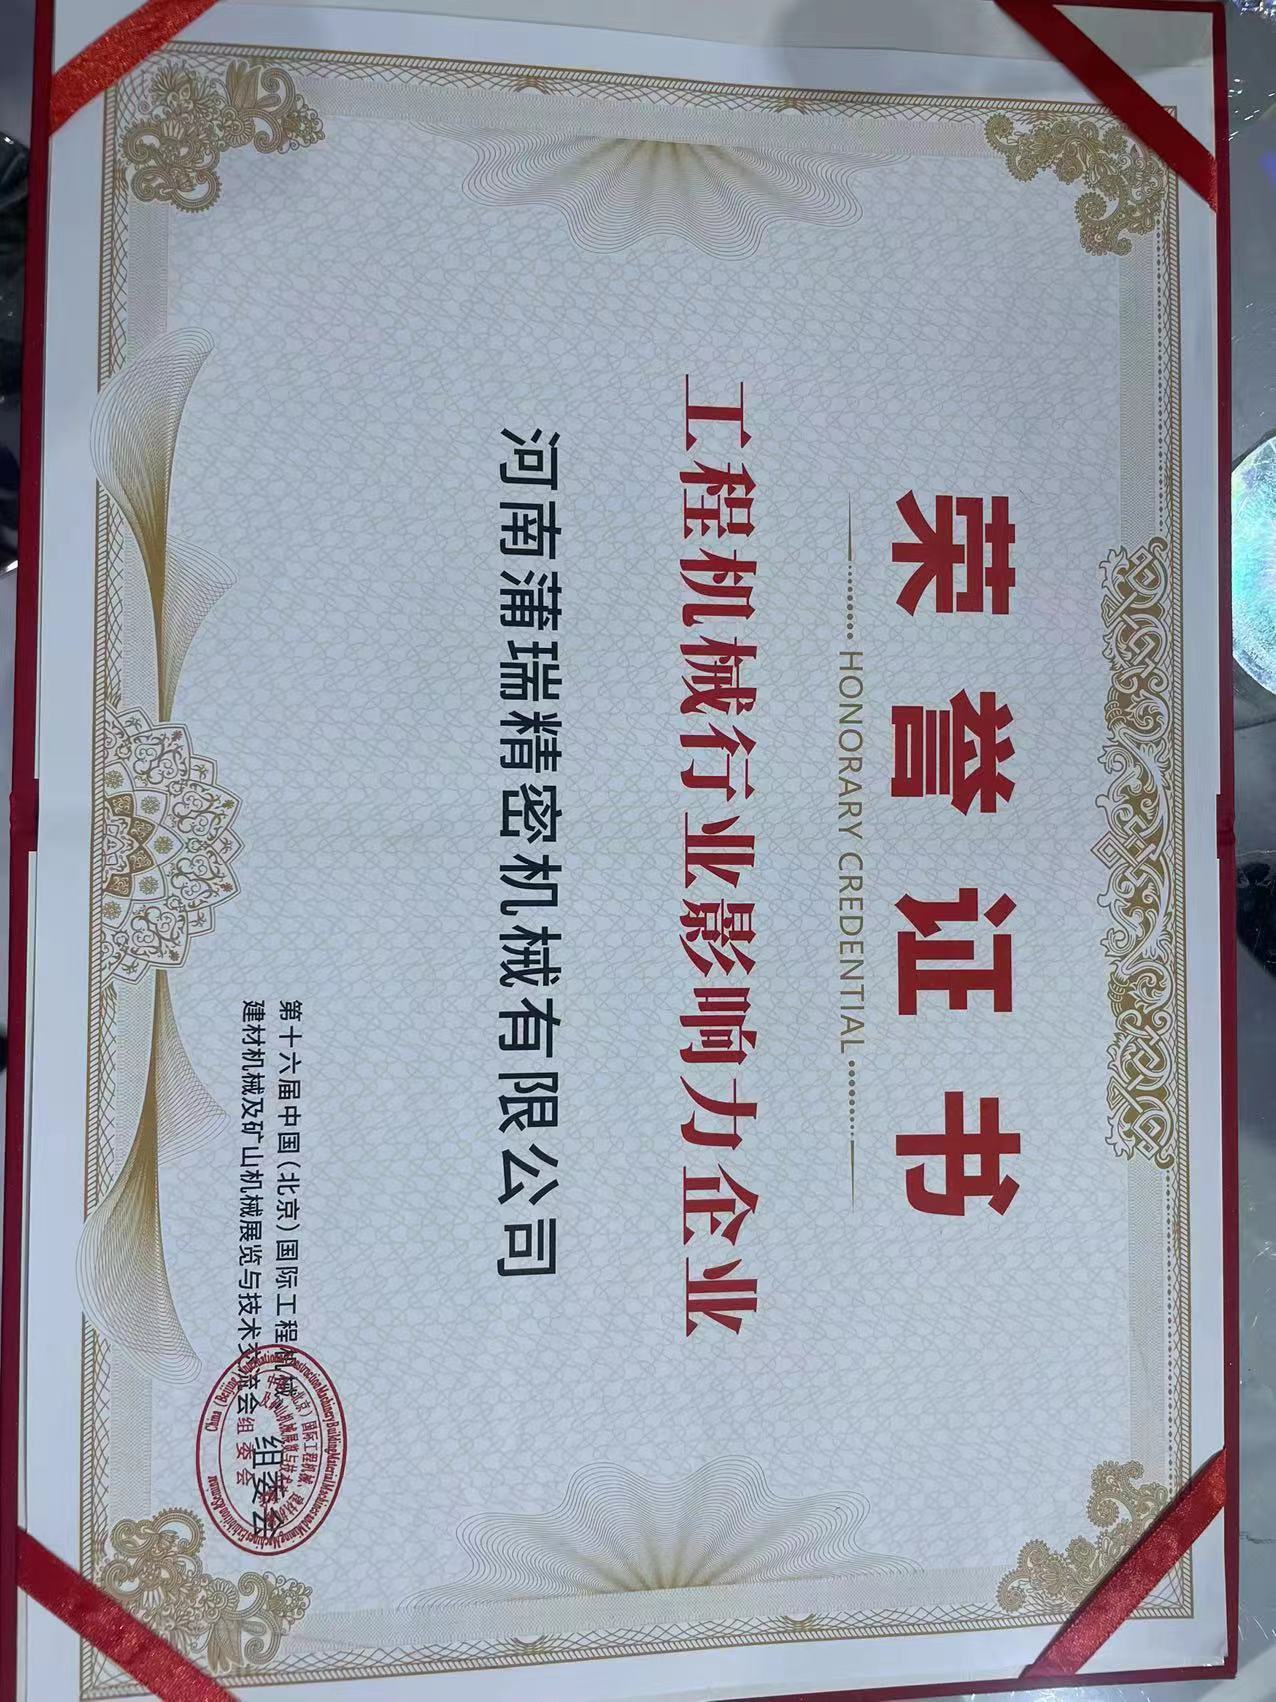 荣誉证书
HONORARY CREDENTIAL
工程机械行业影响力企业
河南蒲瑞精密机械有限公司
第十六届中国(北京)国际工程机械、
建材机械及矿山机械展览与技术交流会
组委会
组委会